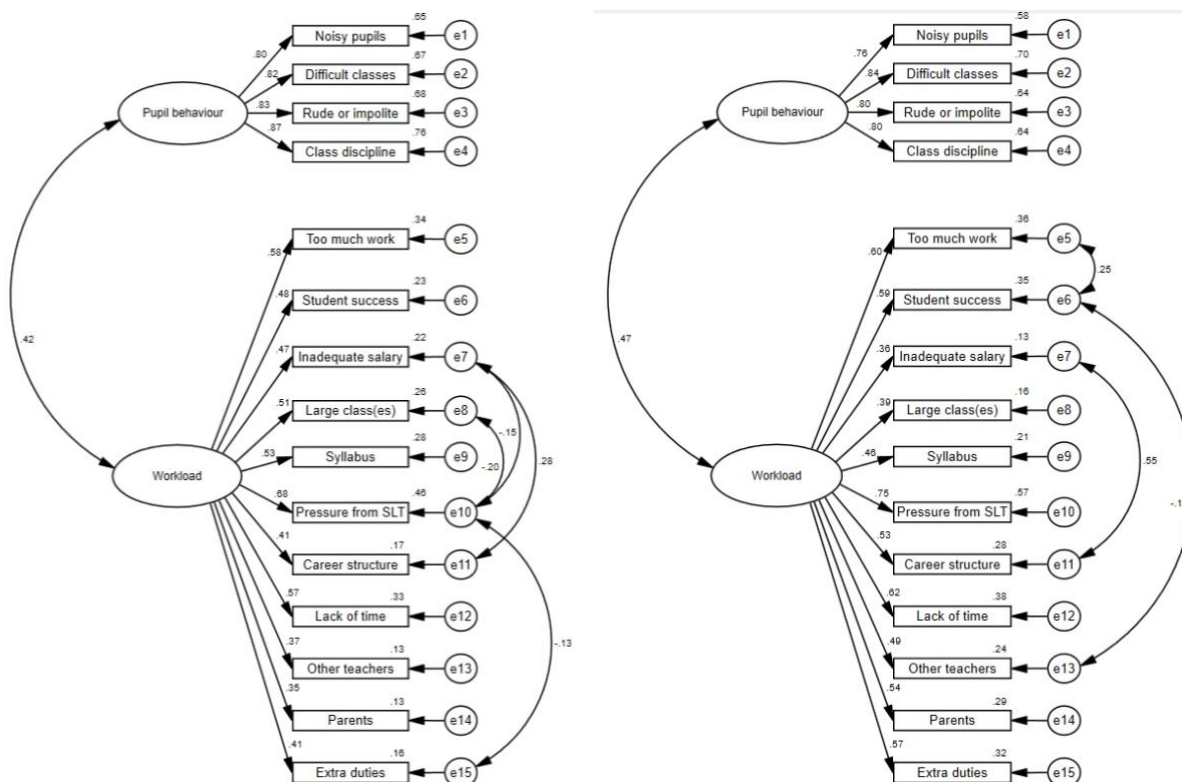 .65
Noisy pupils
e1
.80
.67
Difficult classes
e2
.82
.68
Rude or impolite
e3
.83
.76
Class discipline
e4
.87
Pupil behaviour
.34
Too much work
e5
.58
.23
Student success
e6
.48
.22
Inadequate salary
e7
.47
.26
Large class(es)
e8
.51
-.15
.28
Syllabus
e9
.53
-.20
.28
.42
Workload
.46
Pressure from SLT
e10
.68
.17
Career structure
e11
.41
.33
Lack of time
e12
.57
-.13
.13
Other teachers
e13
.37
.13
Parents
e14
.35
.16
Extra duties
e15
.41
.58
Noisy pupils
e1
.76
.70
Difficult classes
e2
.84
.64
Rude or impolite
e3
.80
.64
Class discipline
e4
.80
Pupil behaviour
.36
Too much work
e5
.60
.25
.35
Student success
e6
.59
.13
Inadequate salary
e7
.36
.16
Large class(es)
e8
.39
.21
Syllabus
e9
.46
.55
.47
Workload
.57
Pressure from SLT
e10
.75
.28
Career structure
e11
.53
.38
Lack of time
e12
.62
.24
Other teachers
e13
.49
.29
Parents
e14
.54
.32
Extra duties
e15
.57